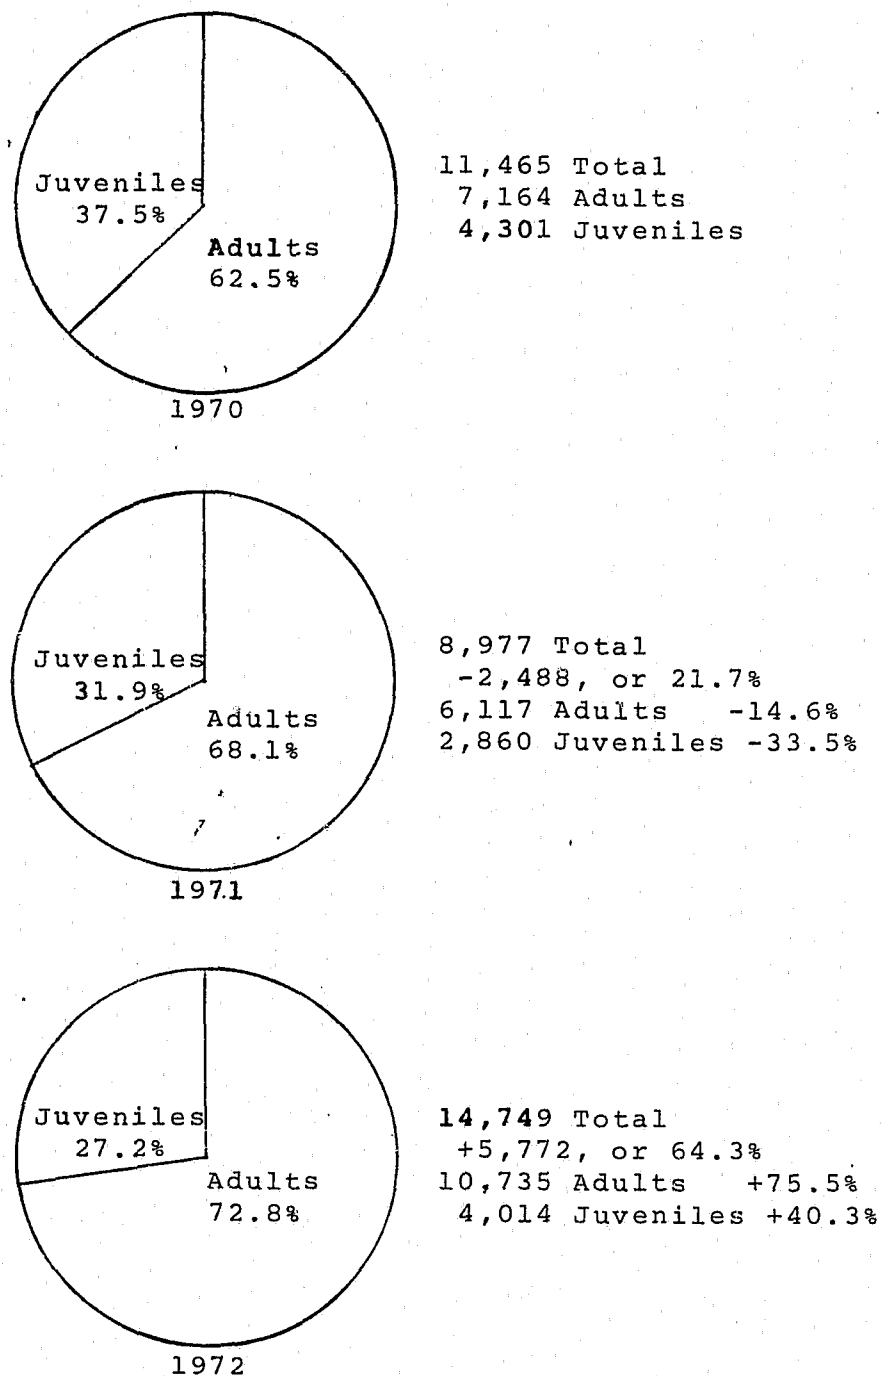 Juveniles
37.5%
Adults
62.5%
1970
11,465 Total
7,164 Adults
4,301 Juveniles
Juveniles
31.9%
Adults
68.1%
1971
8,977 Total
-2,488, or 21.7%
6,117 Adults -14.6%
2,860 Juveniles -33.5%
Juveniles
27.2%
Adults
72.8%
1972
14,749 Total
+5,772, or 64.3%
10,735 Adults +75.5%
4,014 Juveniles +40.3%